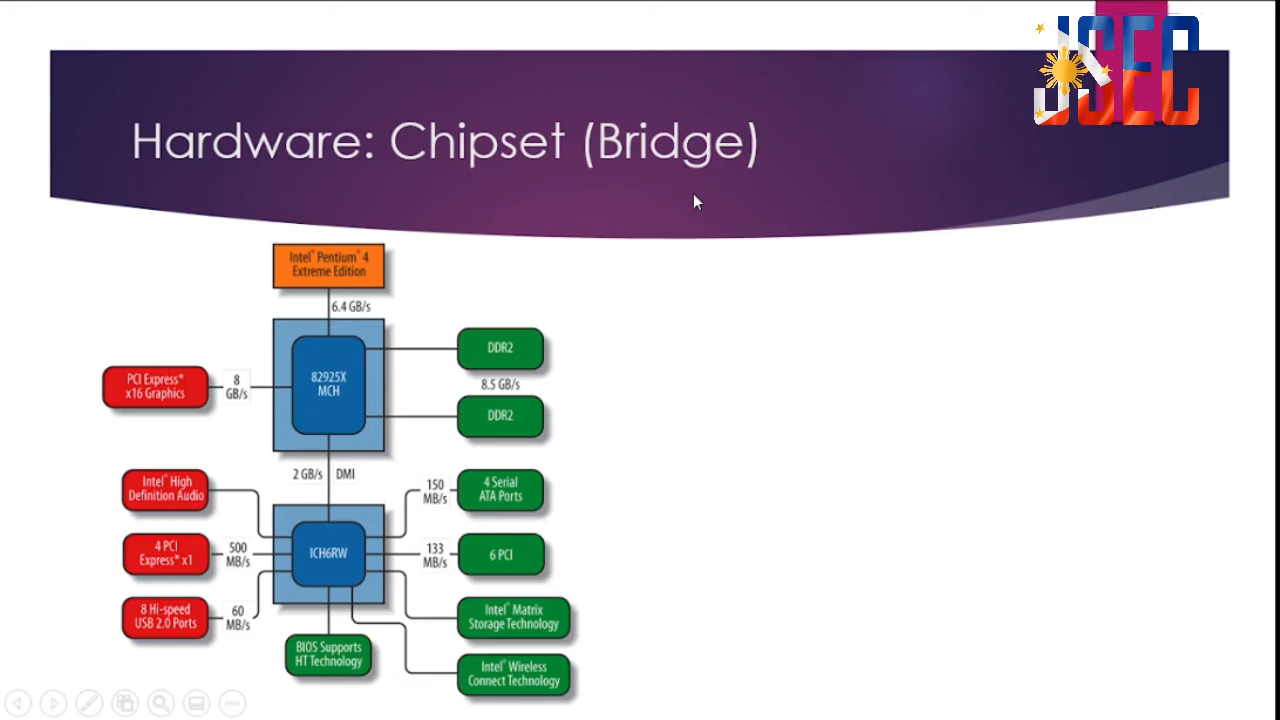 JSEC
Hardware: Chipset (Bridge)
Intel® Pentium® 4
Extreme Edition
6.4 GB/s
82925X
MCH
PCI Express*
x16 Graphics
8
GB/s
DDR2
8.5 GB/s
DDR2
2 GB/s
DMI
Intel® High
Definition Audio
150
MB/s
4 Serial
ATA Ports
4 PCI
Express* x1
500
MB/s
ICH6RW
133
MB/s
6 PCI
8 Hi-speed
USB 2.0 Ports
60
MB/s
Intel® Matrix
Storage Technology
BIOS Supports
HT Technology
Intel® Wireless
Connect Technology